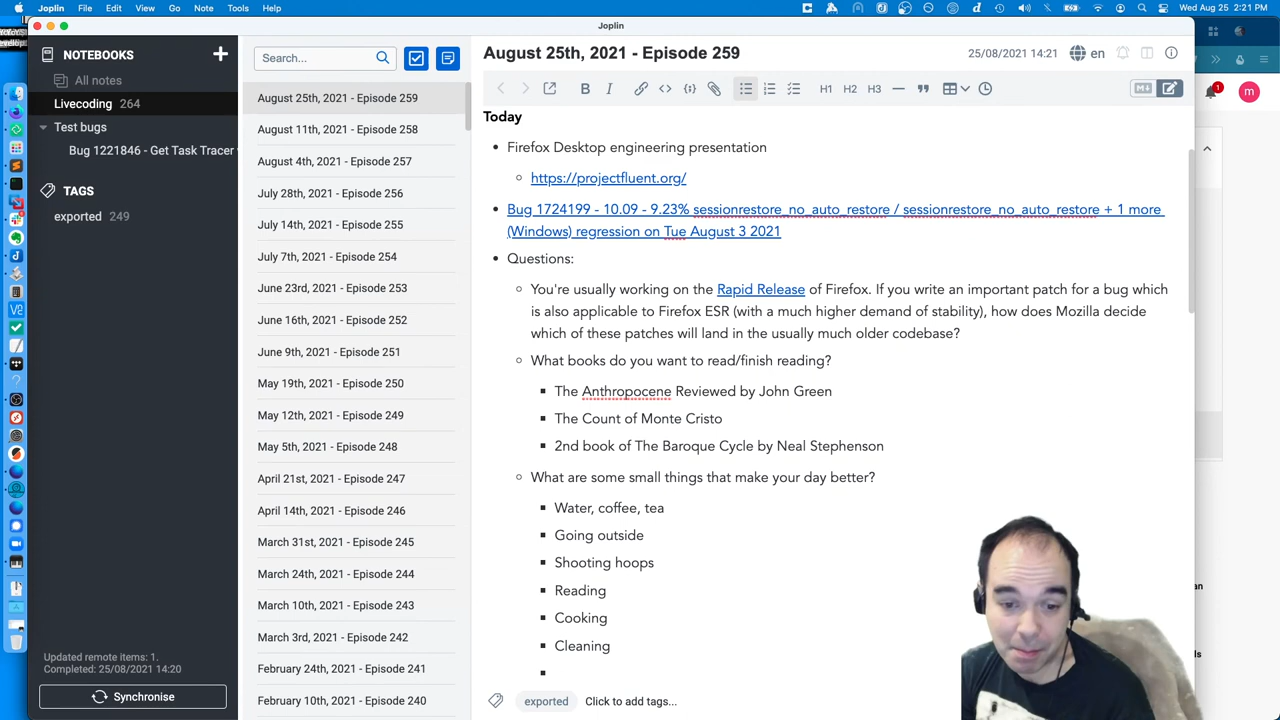 Joplin
Edit
View
Go
Note
Tools
Help
Wed Aug 25 2:21 PM
Joplin
NOTEBOOKS
All notes
Livecoding 264
Test bugs
Bug 1221846 - Get Task Tracer
TAGS
exported 249
Updated remote items: 1.
Completed: 25/08/2021 14:20
Synchronise
Search...
August 25th, 2021 - Episode 259
August 11th, 2021 - Episode 258
August 4th, 2021 - Episode 257
July 28th, 2021 - Episode 256
July 14th, 2021 - Episode 255
July 7th, 2021 - Episode 254
June 23rd, 2021 - Episode 253
June 16th, 2021 - Episode 252
June 9th, 2021 - Episode 251
May 19th, 2021 - Episode 250
May 12th, 2021 - Episode 249
May 5th, 2021 - Episode 248
April 21st, 2021 - Episode 247
April 14th, 2021 - Episode 246
March 31st, 2021 - Episode 245
March 24th, 2021 - Episode 244
March 10th, 2021 - Episode 243
March 3rd, 2021 - Episode 242
February 24th, 2021 - Episode 241
February 10th, 2021 - Episode 240
August 25th, 2021 - Episode 259
25/08/2021 14:21
en
B I H1 H2 H3
Today
Firefox Desktop engineering presentation
https://projectfluent.org/
Bug 1724199 - 10.09 - 9.23% sessionrestore_no_auto_restore / sessionrestore_no_auto_restore + 1 more
(Windows) regression on Tue August 3 2021
Questions:
You're usually working on the Rapid Release of Firefox. If you write an important patch for a bug which
is also applicable to Firefox ESR (with a much higher demand of stability), how does Mozilla decide
which of these patches will land in the usually much older codebase?
What books do you want to read/finish reading?
The Anthropocene Reviewed by John Green
The Count of Monte Cristo
2nd book of The Baroque Cycle by Neal Stephenson
What are some small things that make your day better?
Water, coffee, tea
Going outside
Shooting hoops
Reading
Cooking
Cleaning
exported
Click to add tags...
1
m